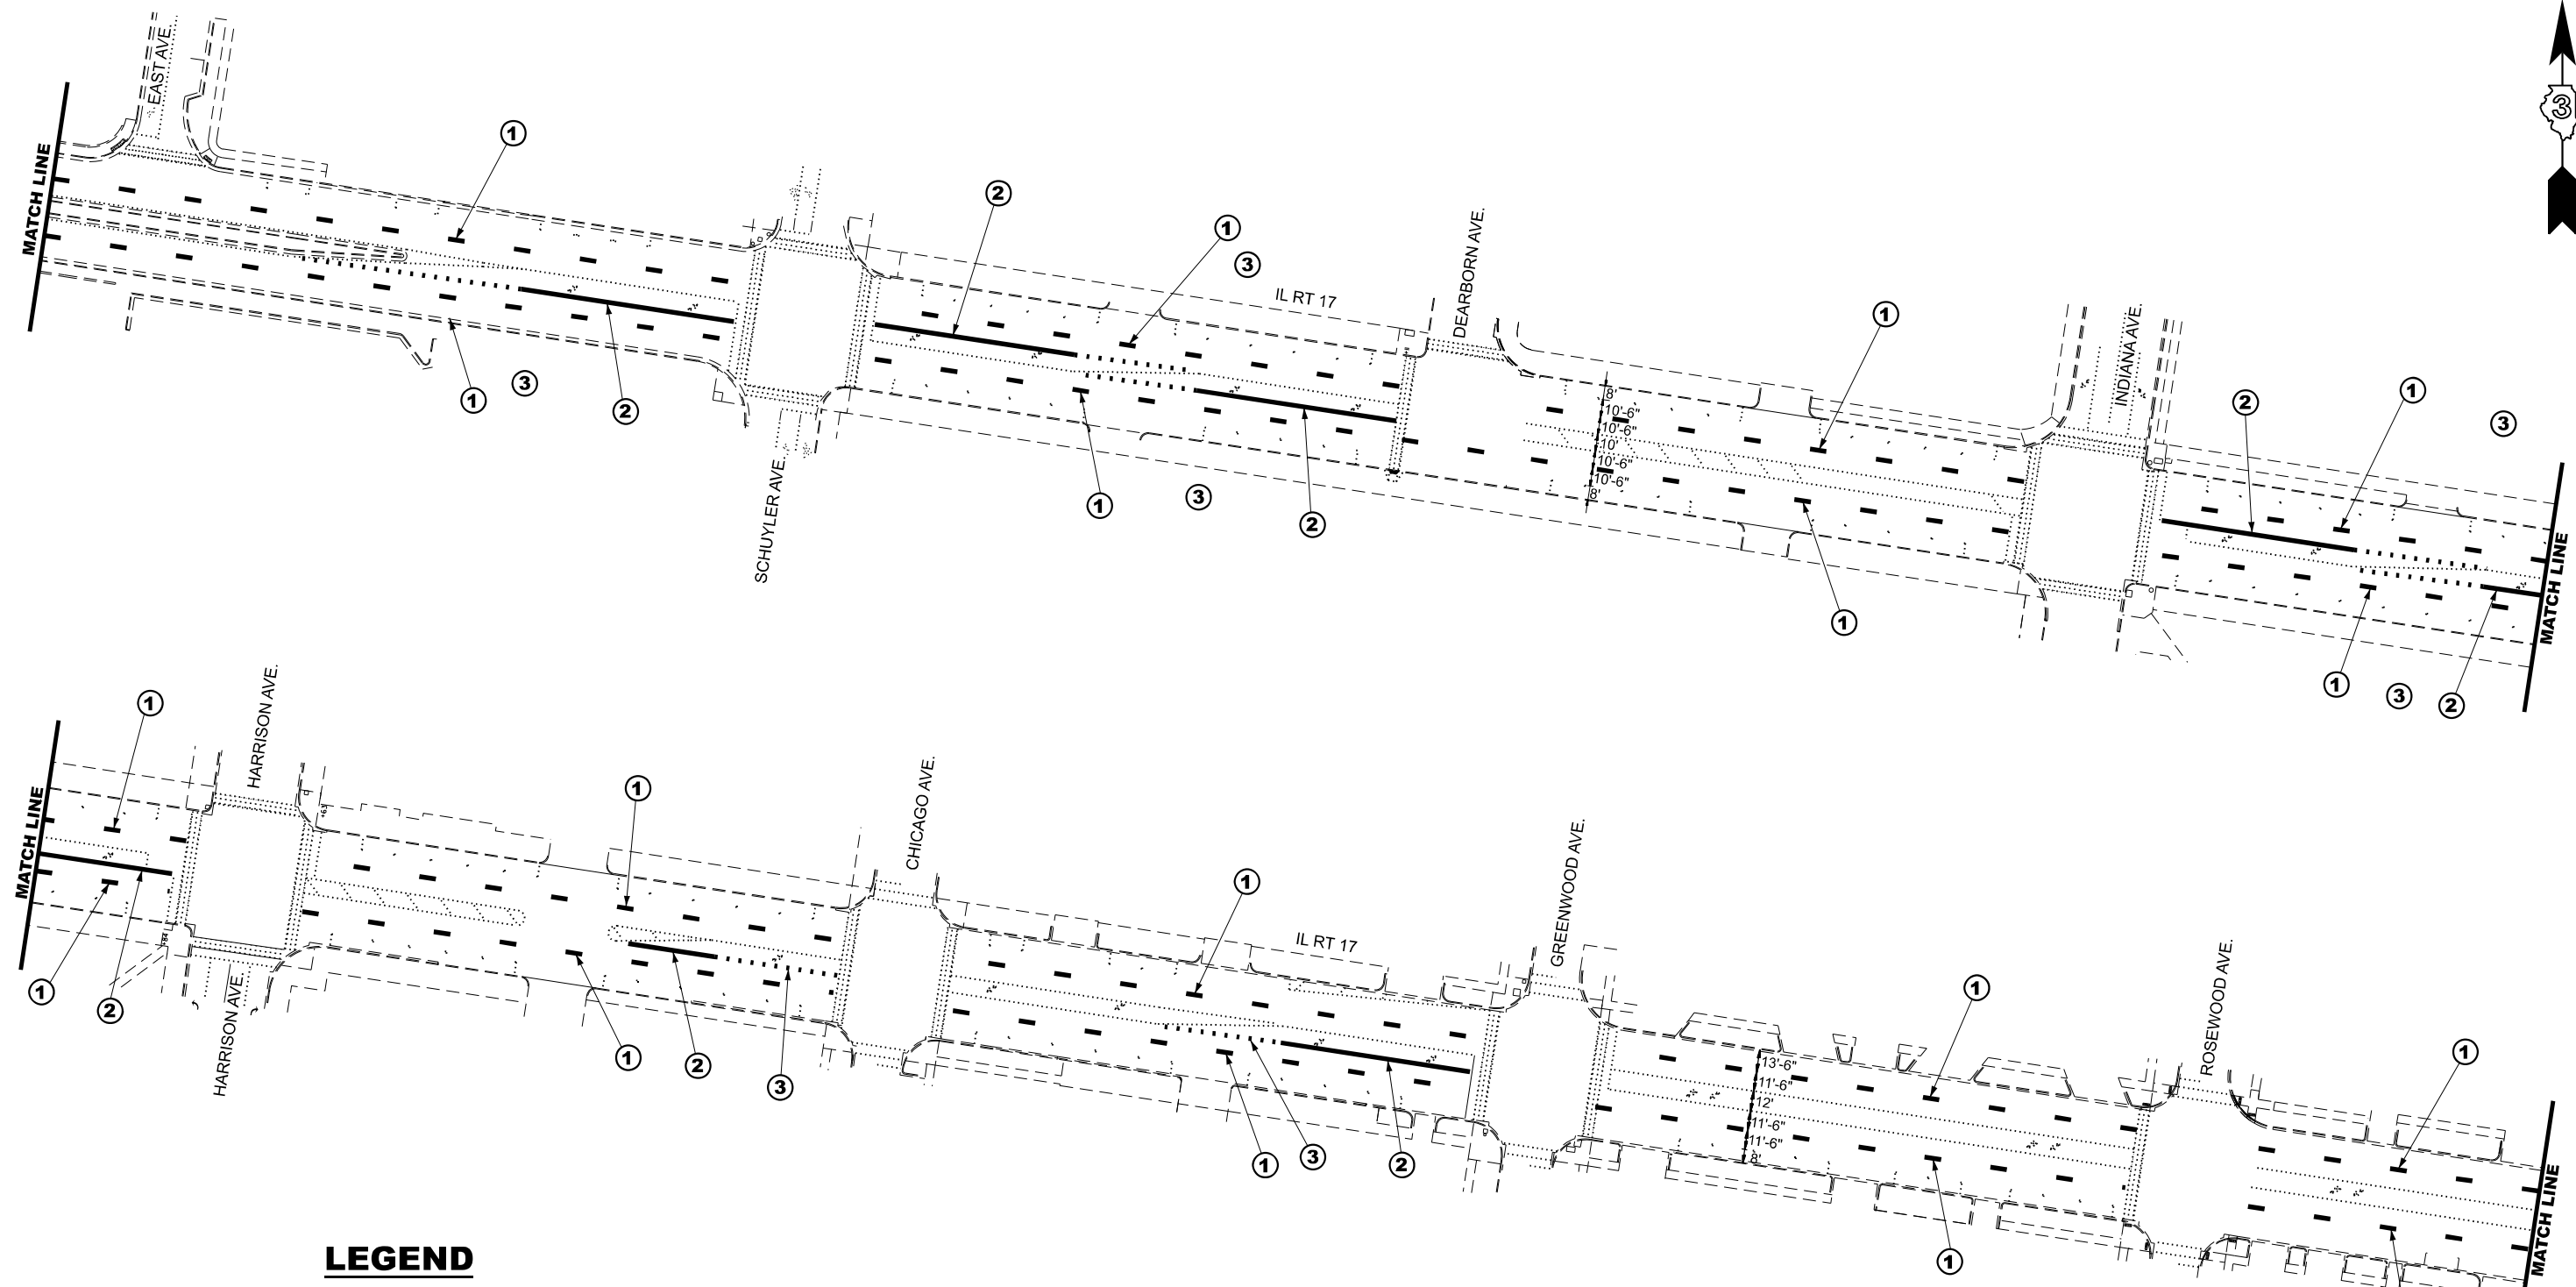 EAST AVE.
3
MATCH LINE
1
2
1
3
IL RT 17
DEARBORN AVE.
1
INDIANA AVE.
2
1
3
1
3
2
SCHUYLER AVE.
1
3
2
8'
10'-6"
10'-6"
10'
10'-6"
10'-6"
8'
1
1
3
2
MATCH LINE
MATCH LINE
1
HARRISON AVE.
1
2
HARRISON AVE.
1
1
2
3
CHICAGO AVE.
1
IL RT 17
1
3
2
GREENWOOD AVE.
13'-6"
11'-6"
12'
11'-6"
11'-6"
8'
1
1
ROSEWOOD AVE.
1
MATCH LINE
LEGEND